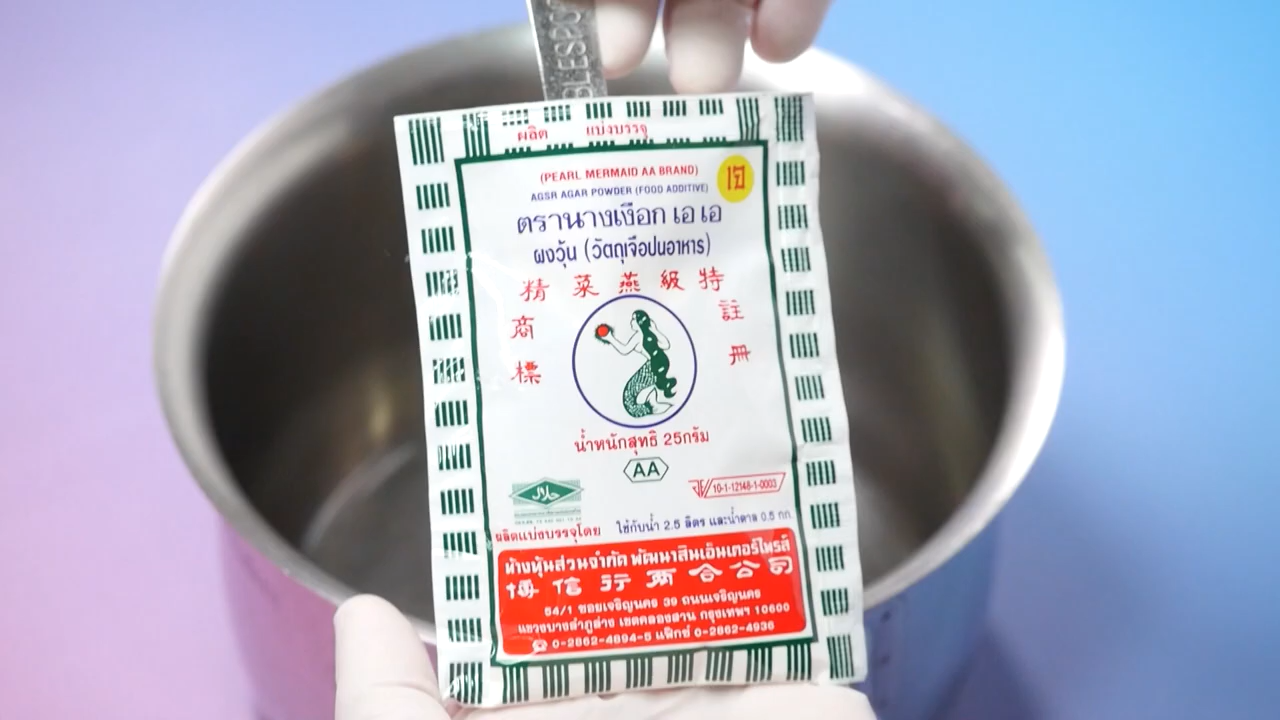 BLESPO
ผลิต แบ่งบรรจุ
(PEARL MERMAID AA BRAND)
เจ
AGSR AGAR POWDER (FOOD ADDITIVE)
ตรานางเงือก เอ เอ
ผงวุ้น (วัตถุเจือปนอาหาร)
精 菜 燕 級 特
商 註
標 冊
น้ำหนักสุทธิ 25กรัม
AA
حلال
10-1-12148-1-0003
ผลิตแบ่งบรรจุโดย ใช้กับน้ำ 2.5 ลิตร และน้ำตาล 0.5 กก.
ห้างหุ้นส่วนจำกัด พัฒนาสินเอ็นเตอร์ไพรส์
博 信 行 兩 合 公 司
54/1 ซอยเจริญนคร 39 ถนนเจริญนคร
แขวงบางลำภูล่าง เขตคลองสาน กรุงเทพฯ 10600
0-2862-4894-5 แฟ็กซ์ 0-2862-4936